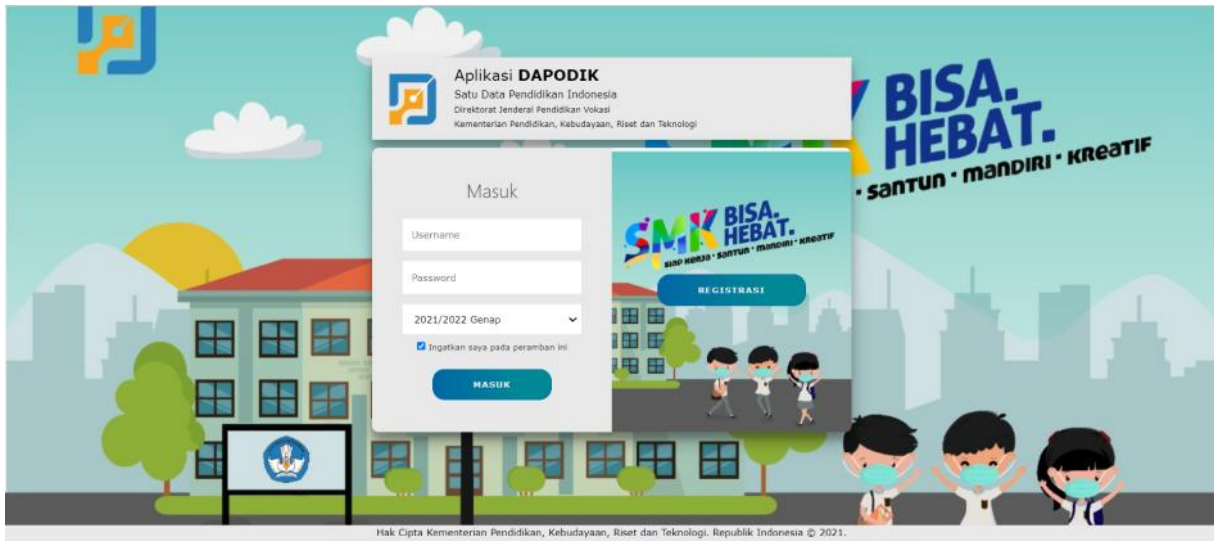 Aplikasi DAPODIK
Satu Data Pendidikan Indonesia
Direktorat Jenderal Pendidikan Vokasi
Kementerian Pendidikan, Kebudayaan, Riset dan Teknologi
BISA.
HEBAT.
· SANTUN · MANDIRI · KREATIF
Masuk
Username
Password
2021/2022 Genap
Ingatkan saya pada peramban ini
MASUK
SMK BISA.
HEBAT.
SIAP KERJA · SANTUN · MANDIRI · KREATIF
REGISTRASI
Hak Cipta Kementerian Pendidikan, Kebudayaan, Riset dan Teknologi. Republik Indonesia © 2021.